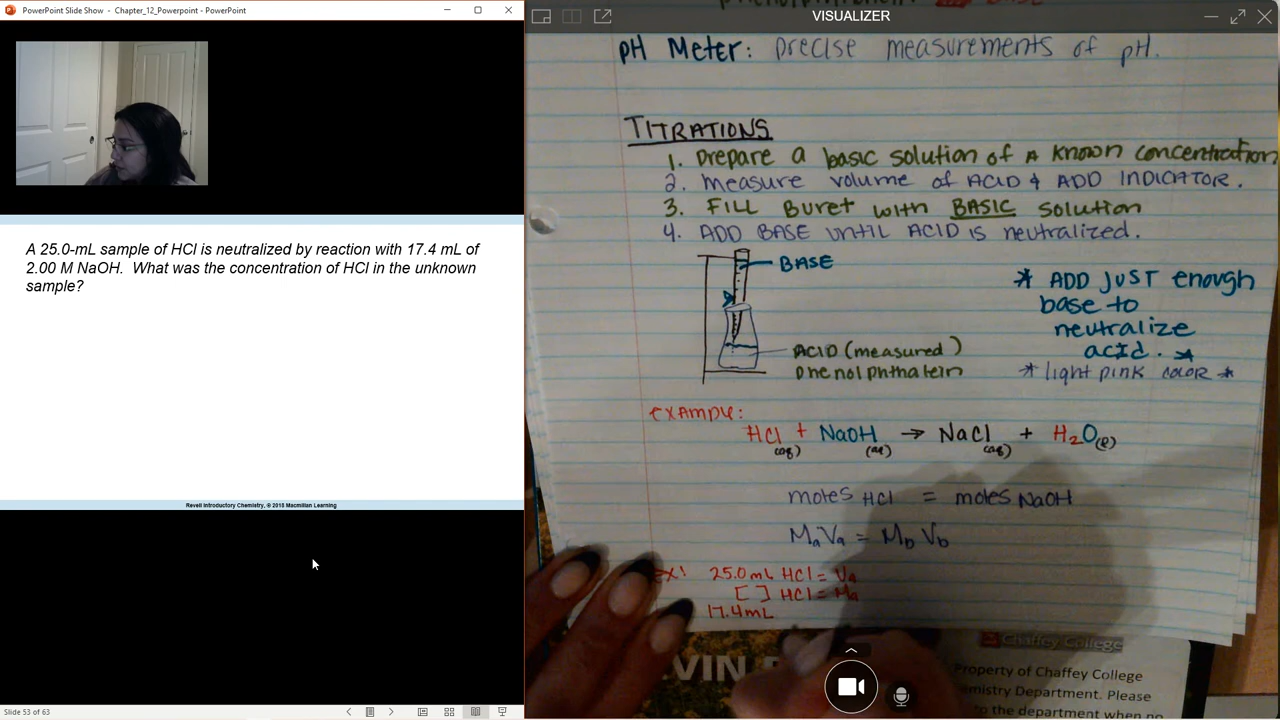 PowerPoint Slide Show - Chapter_12_Powerpoint - PowerPoint
A 25.0-mL sample of HCl is neutralized by reaction with 17.4 mL of
2.00 M NaOH. What was the concentration of HCl in the unknown
sample?
Revell Introductory Chemistry, © 2018 Macmillan Learning
Slide 53 of 63
VISUALIZER
pH Meter: precise measurements of pH.
TITRATIONS
1. Prepare a basic solution of a known concentration
2. measure volume of ACID & ADD INDICATOR.
3. Fill Buret with BASIC solution
4. ADD BASE UNTIL ACID is neutralized.
BASE
ACID (measured)
phenolphthalein
* ADD just enough
base to
neutralize
acid. *
*light pink color*
example:
HCl(aq) + NaOH(aq) → NaCl(aq) + H₂O(l)
moles HCl = moles NaOH
MaVa = MbVb
ex: 25.0mL HCl = Va
[ ] HCl = Ma
17.4mL
Chaffey College
VIN
Property of Chaffey College
mistry Department. Please
to the department when no